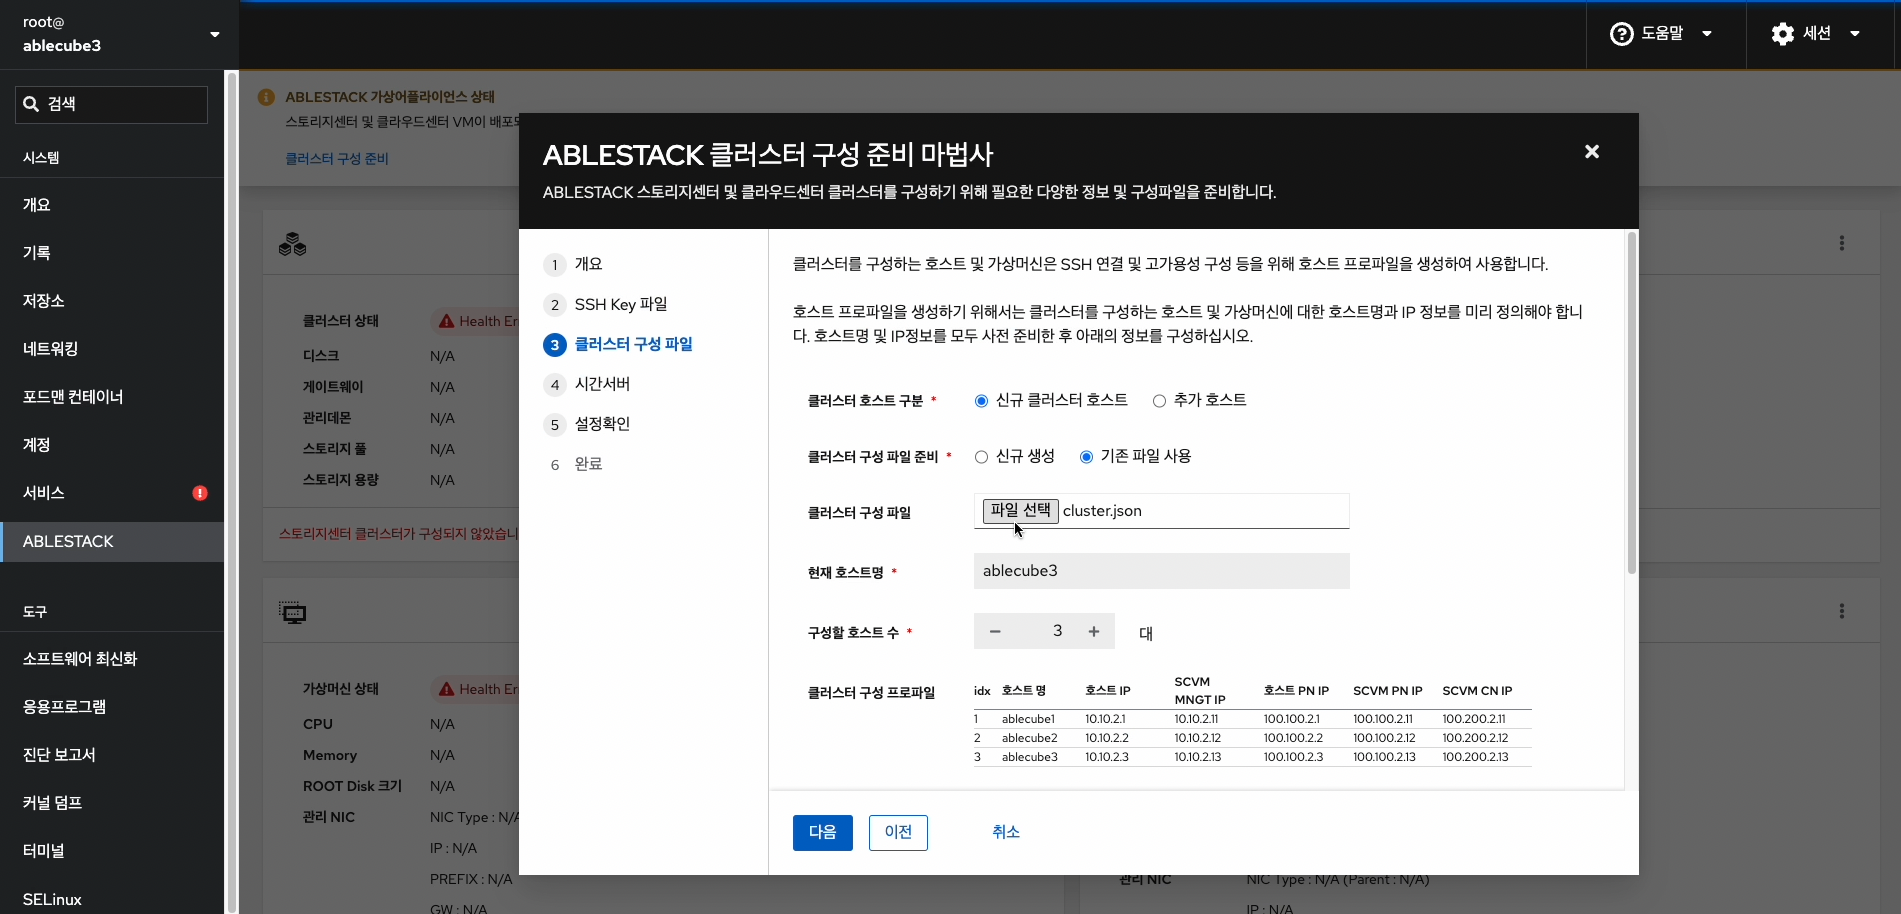 root@
ablecube3
도움말
세션
검색
시스템
개요
기록
저장소
네트워킹
포드맨 컨테이너
계정
서비스
ABLESTACK
도구
소프트웨어 최신화
응용프로그램
진단 보고서
커널 덤프
터미널
SELinux
ABLESTACK 가상어플라이언스 상태
스토리지센터 및 클라우드센터 VM이
클러스터 구성 준비
클러스터 상태 Health
디스크 N/A
게이트웨이 N/A
관리데몬 N/A
스토리지 풀 N/A
스토리지 용량 N/A
스토리지센터 클러스터가 구성되지 않았습니
가상머신 상태 Health
CPU N/A
Memory N/A
ROOT Disk 크기 N/A
관리 NIC NIC Type : N/A
IP : N/A
PREFIX : N/A
GW : N/A
ABLESTACK 클러스터 구성 준비 마법사
ABLESTACK 스토리지센터 및 클라우드센터 클러스터를 구성하기 위해 필요한 다양한 정보 및 구성파일을 준비합니다.
1 개요
2 SSH Key 파일
3 클러스터 구성 파일
4 시간서버
5 설정확인
6 완료
클러스터를 구성하는 호스트 및 가상머신은 SSH 연결 및 고가용성 구성 등을 위해 호스트 프로파일을 생성하여 사용합니다.
호스트 프로파일을 생성하기 위해서는 클러스터를 구성하는 호스트 및 가상머신에 대한 호스트명과 IP 정보를 미리 정의해야 합니
다. 호스트명 및 IP정보를 모두 사전 준비한 후 아래의 정보를 구성하십시오.
클러스터 호스트 구분 * 신규 클러스터 호스트 추가 호스트
클러스터 구성 파일 준비 * 신규 생성 기존 파일 사용
클러스터 구성 파일 파일 선택 cluster.json
현재 호스트명 * ablecube3
구성할 호스트 수 * − 3 + 대
클러스터 구성 프로파일
idx 호스트 명 호스트 IP SCVM MNGT IP 호스트 PN IP SCVM PN IP SCVM CN IP
1 ablecube1 10.10.2.1 10.10.2.11 100.100.2.1 100.100.2.11 100.200.2.11
2 ablecube2 10.10.2.2 10.10.2.12 100.100.2.2 100.100.2.12 100.200.2.12
3 ablecube3 10.10.2.3 10.10.2.13 100.100.2.3 100.100.2.13 100.200.2.13
다음 이전 취소
관리 NIC NIC Type : N/A (Parent : N/A)
IP : N/A